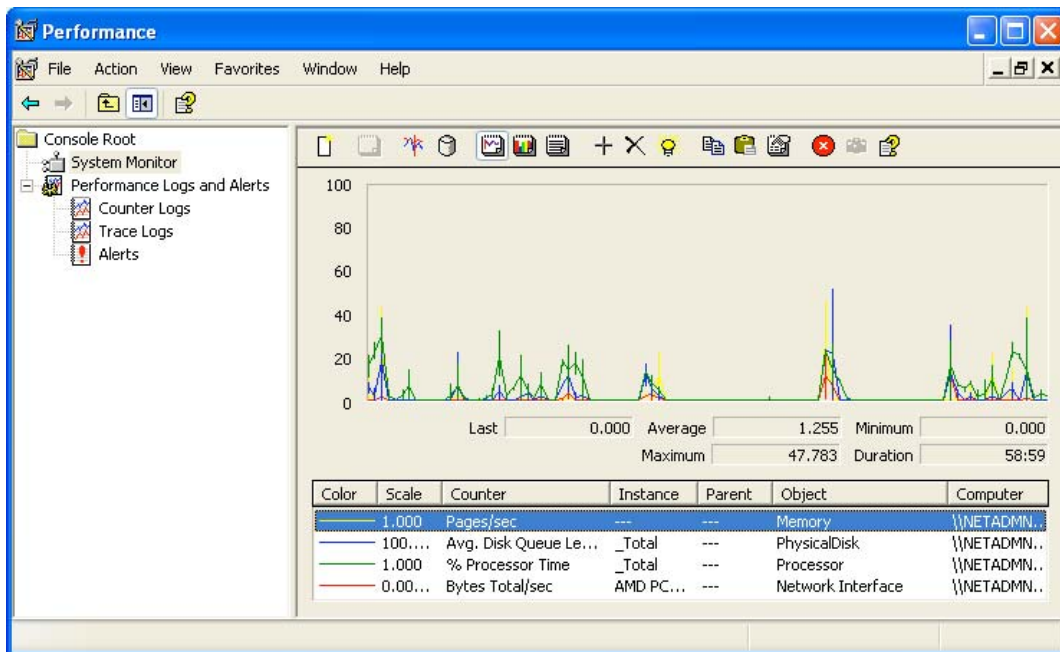 Performance
File Action View Favorites Window Help
Console Root
System Monitor
Performance Logs and Alerts
Counter Logs
Trace Logs
Alerts
100
80
60
40
20
0
Last 0.000 Average 1.255 Minimum 0.000
Maximum 47.783 Duration 58:59
Color Scale Counter Instance Parent Object Computer
1.000 Pages/sec --- --- Memory \\NETADMN...
100.... Avg. Disk Queue Le... _Total --- PhysicalDisk \\NETADMN...
1.000 % Processor Time _Total --- Processor \\NETADMN...
0.00... Bytes Total/sec AMD PC... --- Network Interface \\NETADMN...